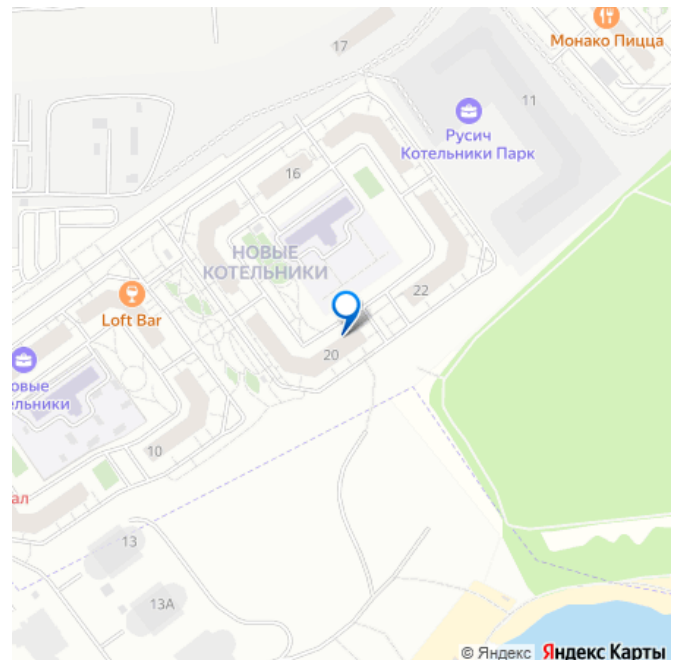 17
Монако Пицца
11
Русич
Котельники Парк
16
НОВЫЕ
КОТЕЛЬНИКИ
22
Loft Bar
20
овые
ельники
10
ал
13
13А
© Яндекс Яндекс Карты